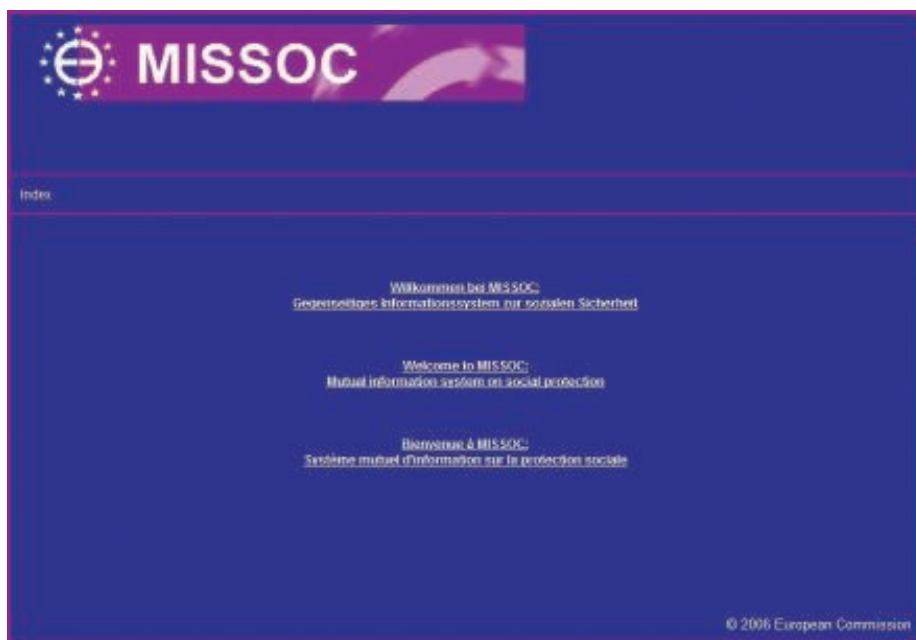 MISSOC
Index
Willkommen bei MISSOC:
Gegenseitiges Informationssystem zur sozialen Sicherheit
Welcome to MISSOC:
Mutual information system on social protection
Bienvenue à MISSOC:
Système mutuel d'information sur la protection sociale
© 2006 European Commission